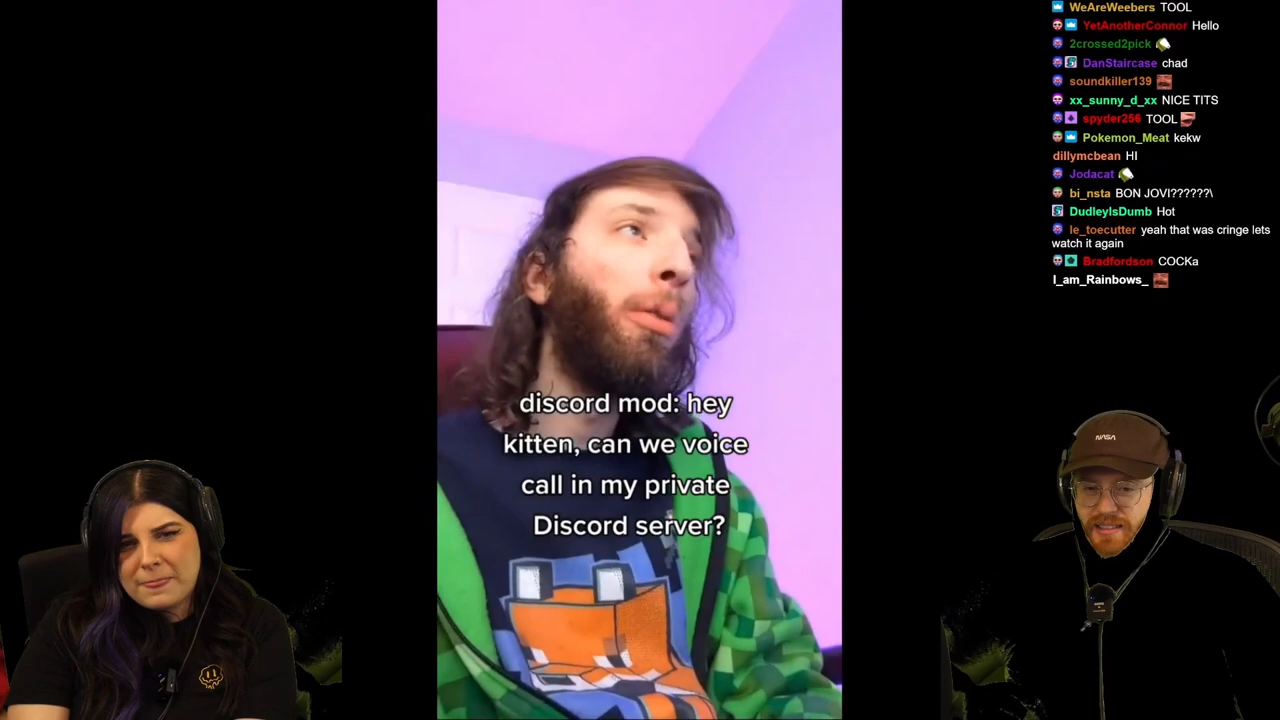 WeAreWeebers TOOL
YetAnotherConnor Hello
2crossed2pick
DanStaircase chad
soundkiller139
xx_sunny_d_xx NICE TITS
spyder256 TOOL
Pokemon_Meat kekw
dillymcbean HI
Jodacat
bi_nsta BON JOVI??????\
DudleyIsDumb Hot
le_toecutter yeah that was cringe lets
watch it again
Bradfordson COCKa
I_am_Rainbows_
discord mod: hey
kitten, can we voice
call in my private
Discord server?
NASA